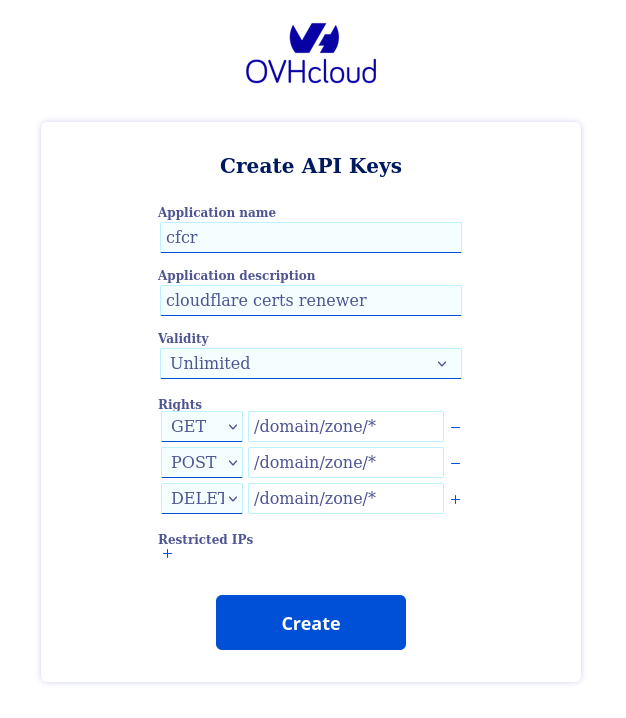 OVHcloud
Create API Keys
Application name
cfcr
Application description
cloudflare certs renewer
Validity
Unlimited
Rights
GET /domain/zone/* −
POST /domain/zone/* −
DELET /domain/zone/* +
Restricted IPs
+
Create